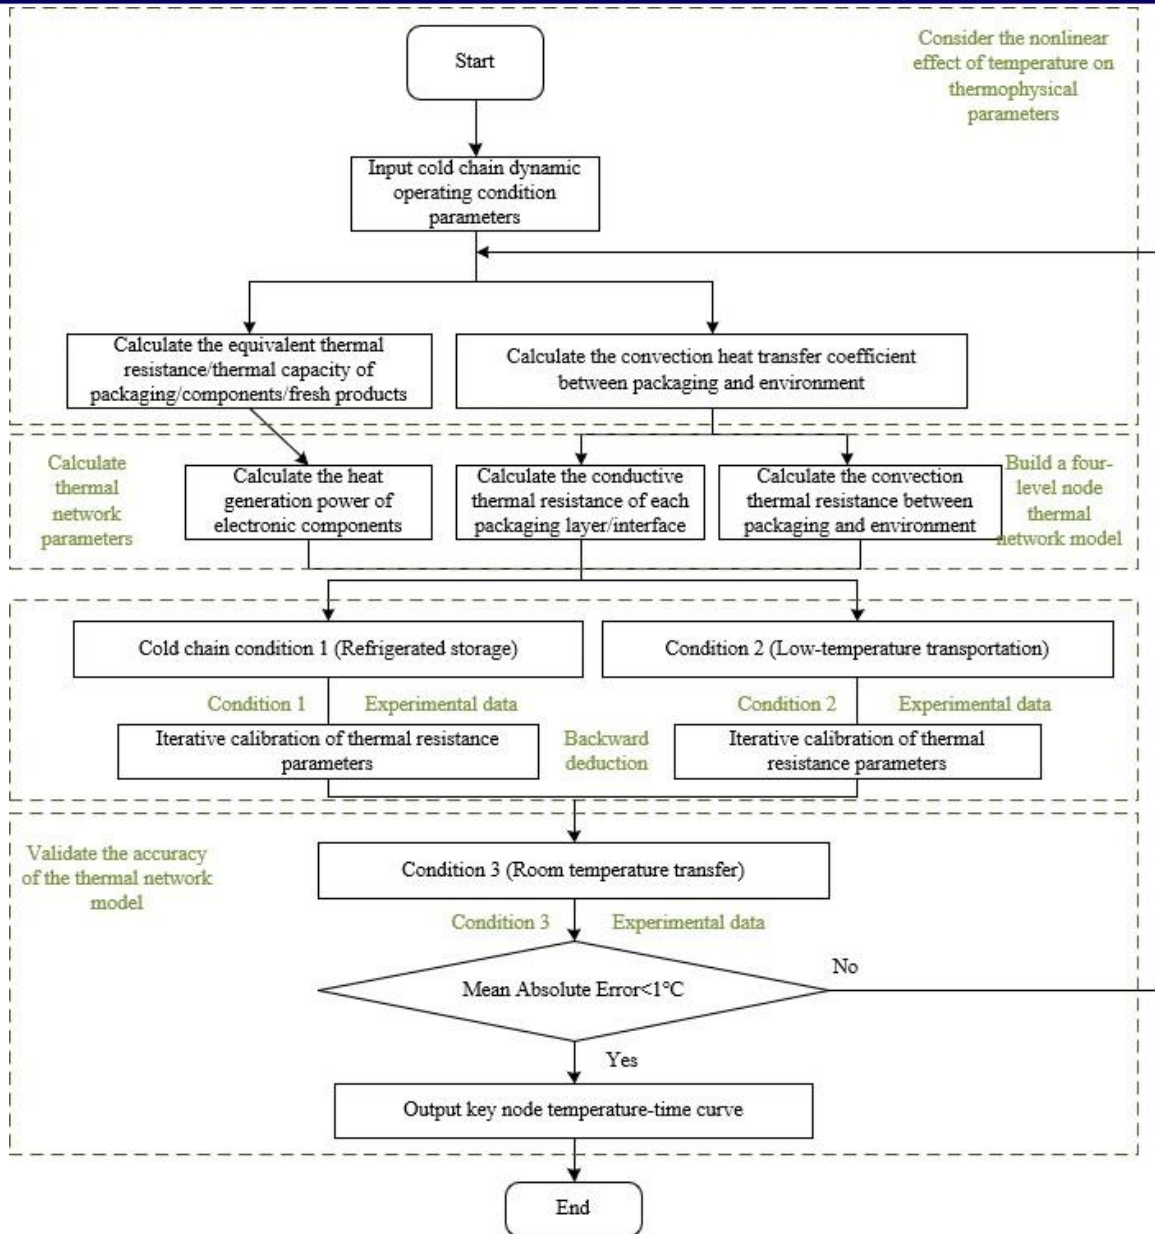 Start
Consider the nonlinear
effect of temperature on
thermophysical
parameters
Input cold chain dynamic
operating condition
parameters
Calculate the equivalent thermal
resistance/thermal capacity of
packaging/components/fresh products
Calculate the convection heat transfer coefficient
between packaging and environment
Calculate
thermal
network
parameters
Calculate the heat
generation power of
electronic components
Calculate the conductive
thermal resistance of each
packaging layer/interface
Calculate the convection
thermal resistance between
packaging and environment
Build a four-
level node
thermal
network model
Cold chain condition 1 (Refrigerated storage)
Condition 2 (Low-temperature transportation)
Condition 1
Experimental data
Condition 2
Experimental data
Iterative calibration of thermal resistance
parameters
Backward
deduction
Iterative calibration of thermal
resistance parameters
Validate the accuracy
of the thermal network
model
Condition 3 (Room temperature transfer)
Condition 3
Experimental data
Mean Absolute Error<1°C
No
Yes
Output key node temperature-time curve
End